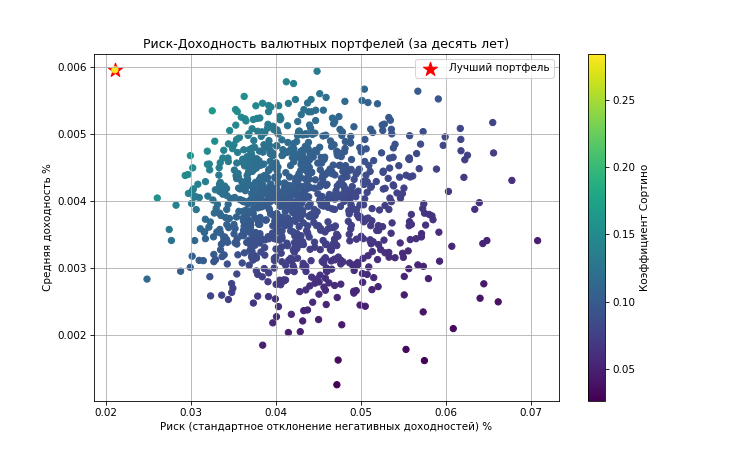 Риск-Доходность валютных портфелей (за десять лет)
Лучший портфель
0.006
0.005
0.004
0.003
0.002
Средняя доходность %
0.02 0.03 0.04 0.05 0.06 0.07
Риск (стандартное отклонение негативных доходностей) %
0.25
0.20
0.15
0.10
0.05
Коэффициент Сортино